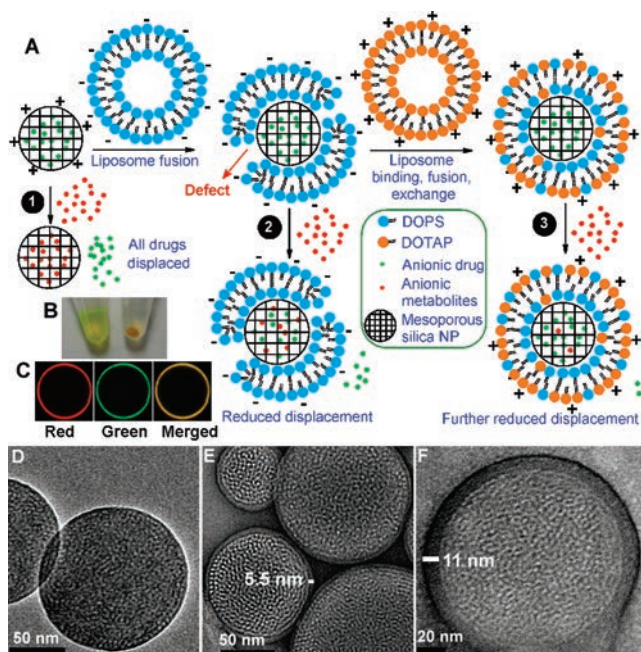 A
Liposome fusion
Defect
Liposome
binding, fusion,
exchange
1
All drugs
displaced
2
DOPS
DOTAP
Anionic drug
Anionic
metabolites
Mesoporous
silica NP
3
B
C
Red Green Merged
Reduced displacement
Further reduced displacement
D
50 nm
E
5.5 nm
50 nm
F
11 nm
20 nm